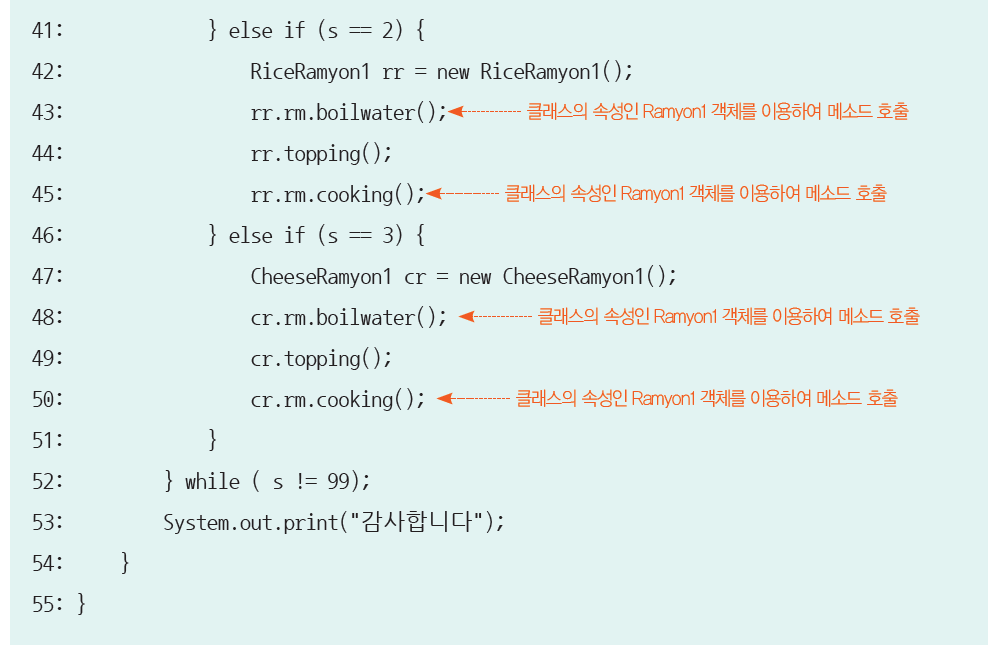 41: } else if (s == 2) {
42: RiceRamyon1 rr = new RiceRamyon1();
43: rr.rm.boilwater(); 클래스의 속성인 Ramyon1 객체를 이용하여 메소드 호출
44: rr.topping();
45: rr.rm.cooking(); 클래스의 속성인 Ramyon1 객체를 이용하여 메소드 호출
46: } else if (s == 3) {
47: CheeseRamyon1 cr = new CheeseRamyon1();
48: cr.rm.boilwater(); 클래스의 속성인 Ramyon1 객체를 이용하여 메소드 호출
49: cr.topping();
50: cr.rm.cooking(); 클래스의 속성인 Ramyon1 객체를 이용하여 메소드 호출
51: }
52: } while ( s != 99);
53: System.out.print("감사합니다");
54: }
55: }